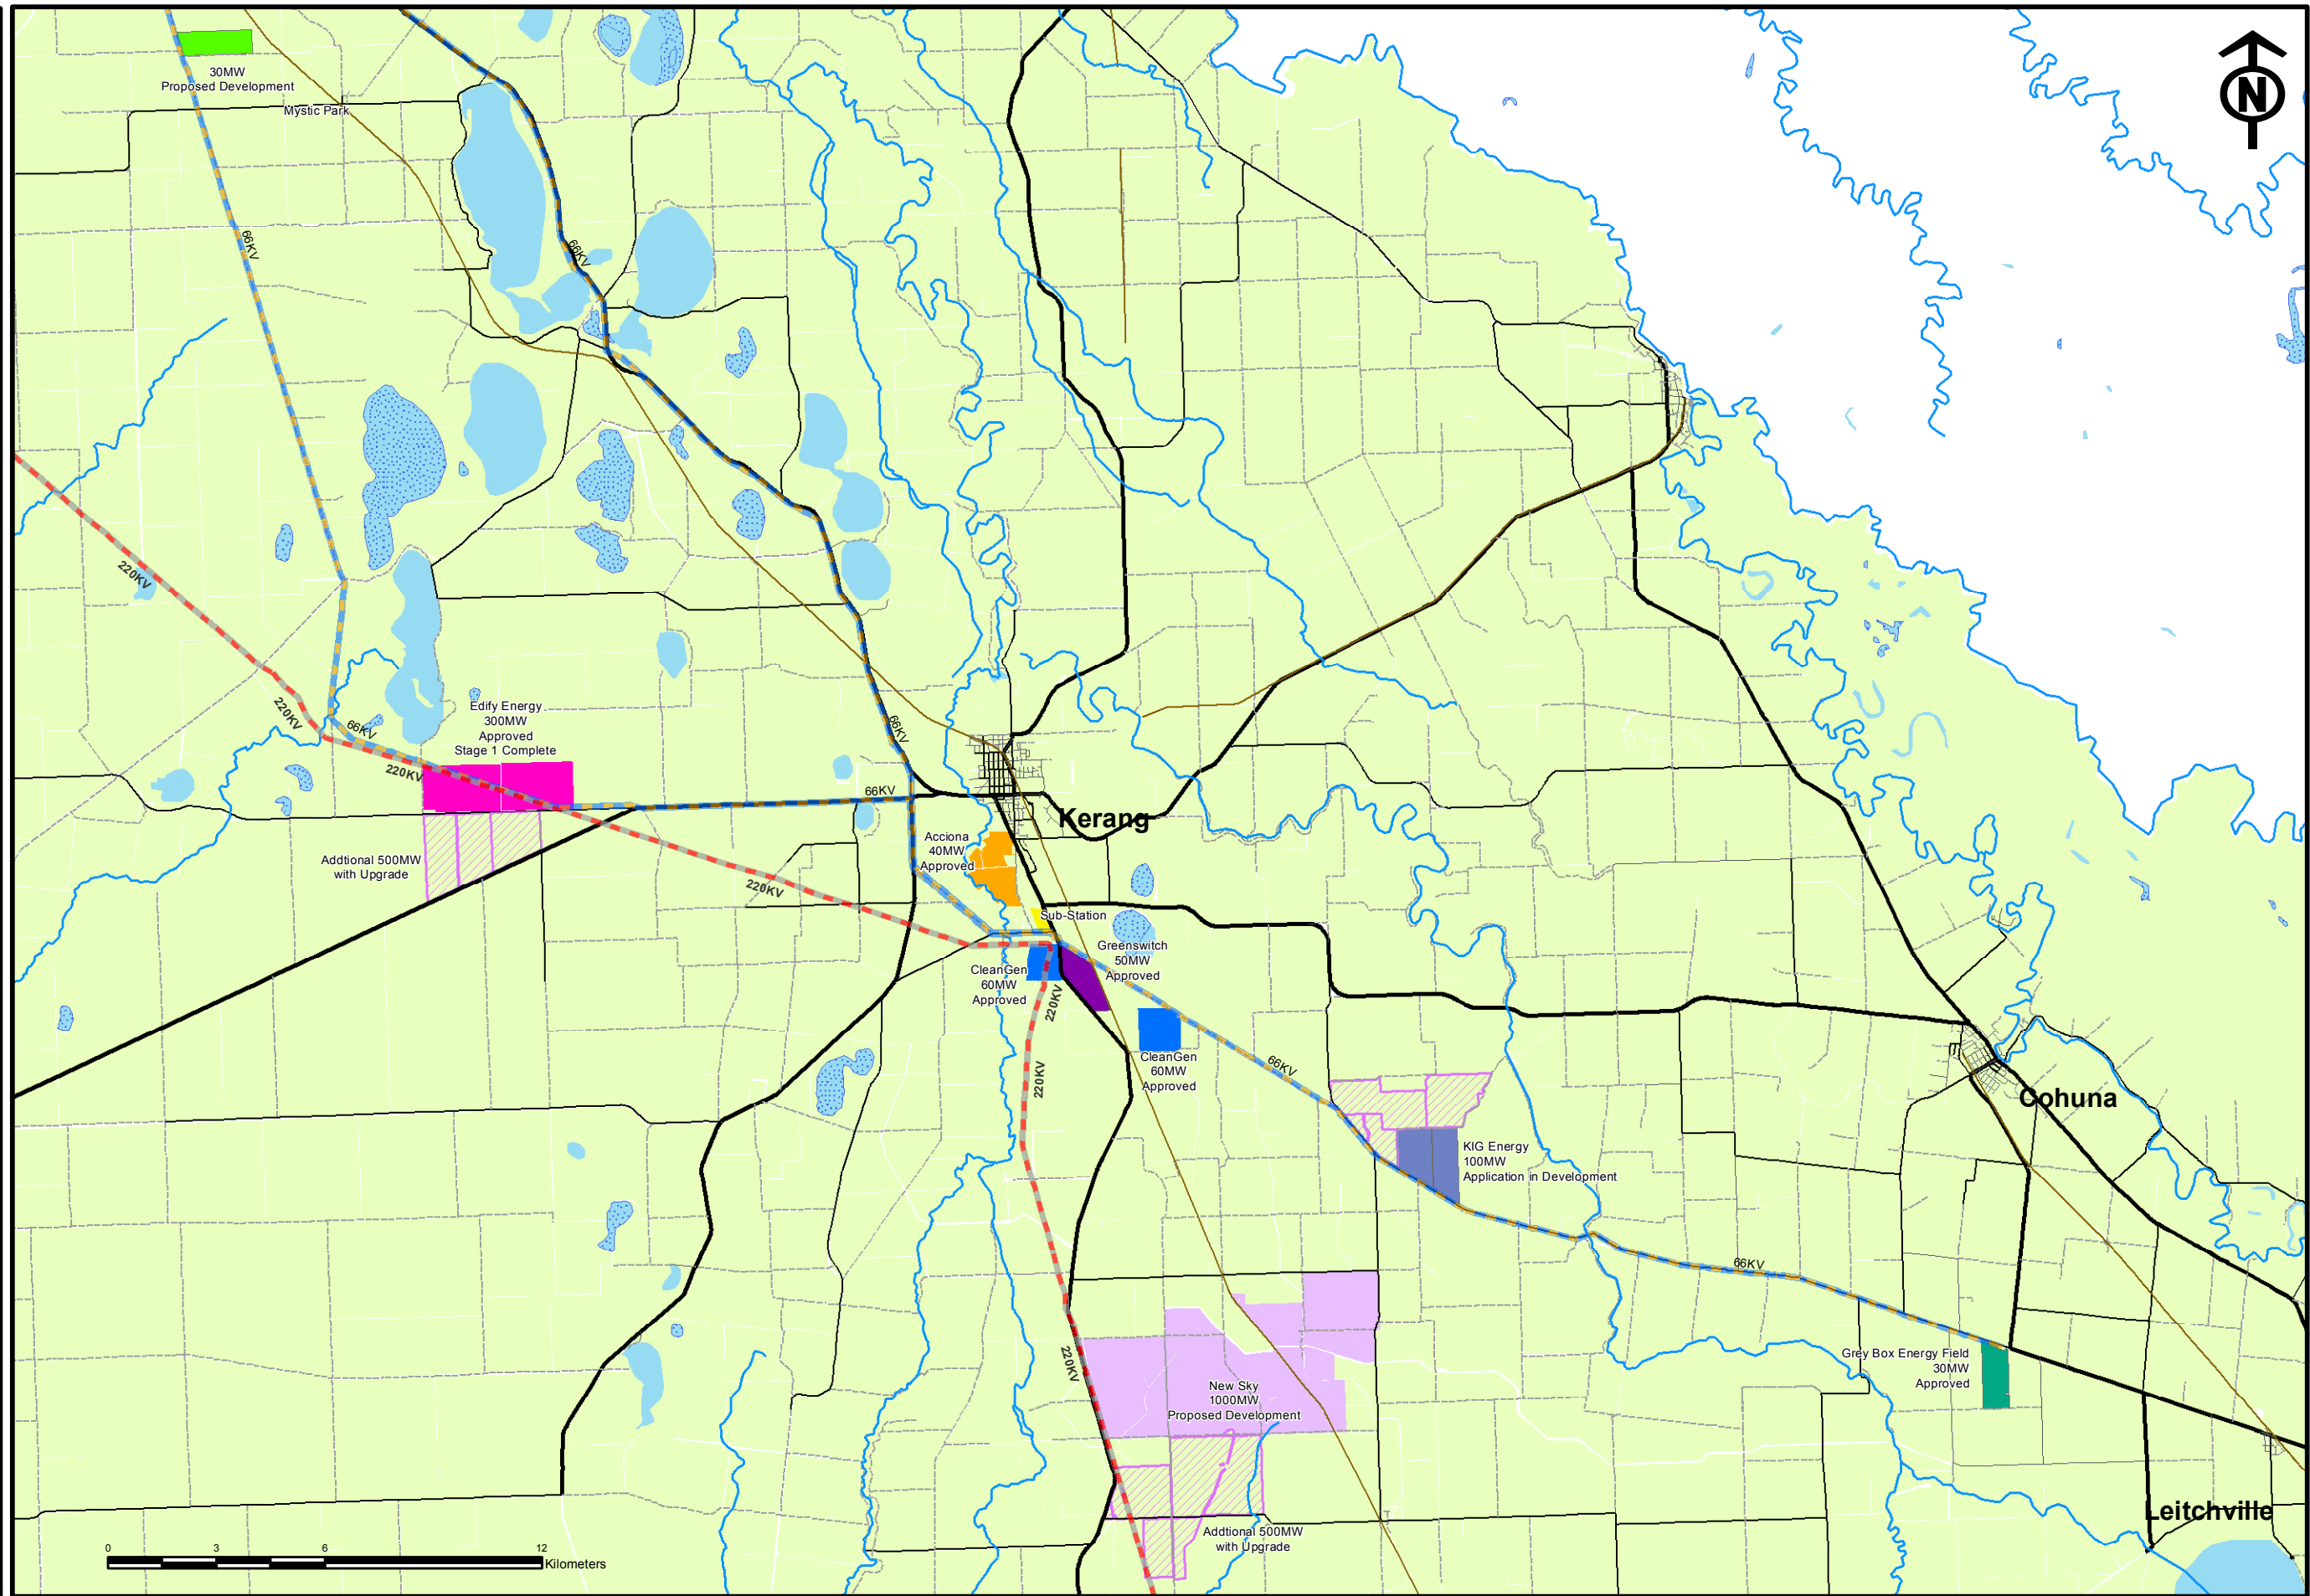 N
30MW
Proposed Development
Mystic Park
66KV
66KV
220KV
220KV
66KV
220KV
Edify Energy
300MW
Approved
Stage 1 Complete
66KV
66KV
Kerang
Addtional 500MW
with Upgrade
Acciona
40MW
Approved
220KV
Sub-Station
Greenswitch
50MW
Approved
CleanGen
60MW
Approved
220KV
220KV
CleanGen
60MW
Approved
66KV
Cohuna
KIG Energy
100MW
Application in Development
66KV
220KV
New Sky
1000MW
Proposed Development
Grey Box Energy Field
30MW
Approved
Leitchville
Addtional 500MW
with Upgrade
0 3 6 12
Kilometers